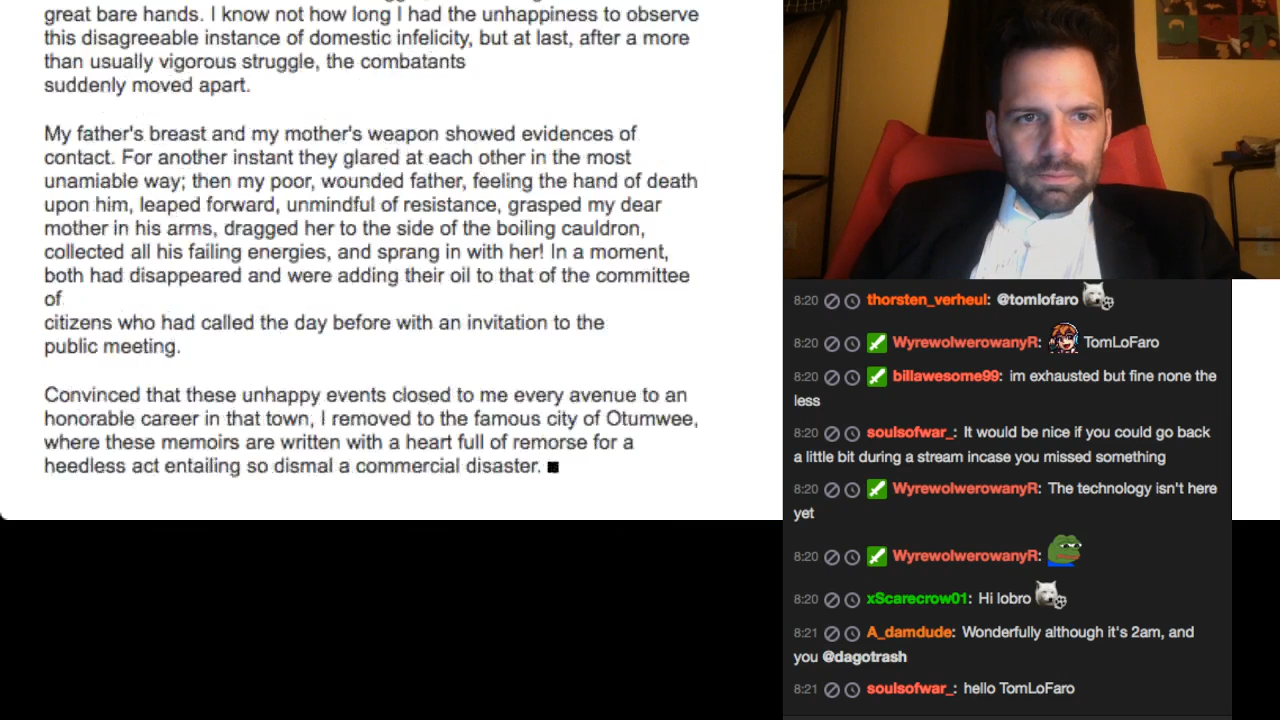 great bare hands. I know not how long I had the unhappiness to observe
this disagreeable instance of domestic infelicity, but at last, after a more
than usually vigorous struggle, the combatants
suddenly moved apart.
My father's breast and my mother's weapon showed evidences of
contact. For another instant they glared at each other in the most
unamiable way; then my poor, wounded father, feeling the hand of death
upon him, leaped forward, unmindful of resistance, grasped my dear
mother in his arms, dragged her to the side of the boiling cauldron,
collected all his failing energies, and sprang in with her! In a moment,
both had disappeared and were adding their oil to that of the committee
of
citizens who had called the day before with an invitation to the
public meeting.
Convinced that these unhappy events closed to me every avenue to an
honorable career in that town, I removed to the famous city of Otumwee,
where these memoirs are written with a heart full of remorse for a
heedless act entailing so dismal a commercial disaster.
8:20 thorsten_verheul: @tomlofaro
8:20 WyrewolwerowanyR: TomLoFaro
8:20 billawesome99: im exhausted but fine none the
less
8:20 soulsofwar_: It would be nice if you could go back
a little bit during a stream incase you missed something
8:20 WyrewolwerowanyR: The technology isn't here
yet
8:20 WyrewolwerowanyR:
8:20 xScarecrow01: Hi lobro
8:21 A_damdude: Wonderfully although it's 2am, and
you @dagotrash
8:21 soulsofwar_: hello TomLoFaro